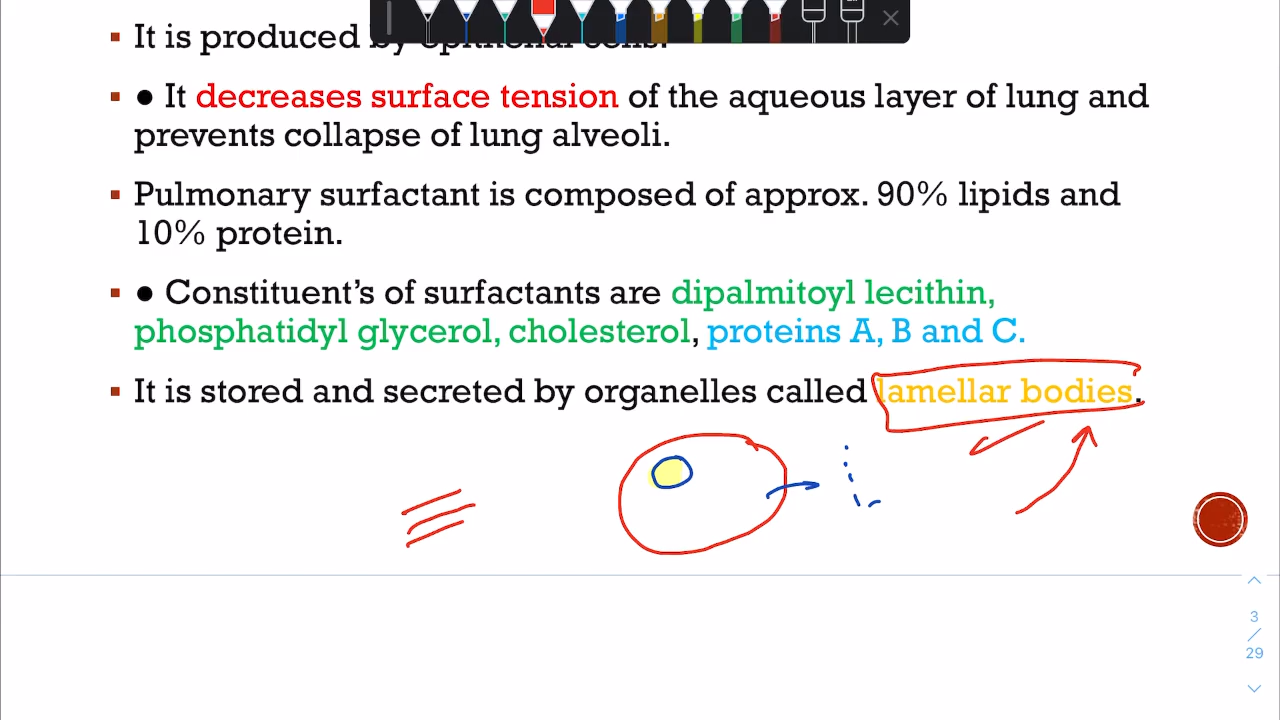 ▪ It is produced by epithelial cells.
▪ ● It decreases surface tension of the aqueous layer of lung and
prevents collapse of lung alveoli.
▪ Pulmonary surfactant is composed of approx. 90% lipids and
10% protein.
▪ ● Constituent’s of surfactants are dipalmitoyl lecithin,
phosphatidyl glycerol, cholesterol, proteins A, B and C.
▪ It is stored and secreted by organelles called lamellar bodies.
3
/
29